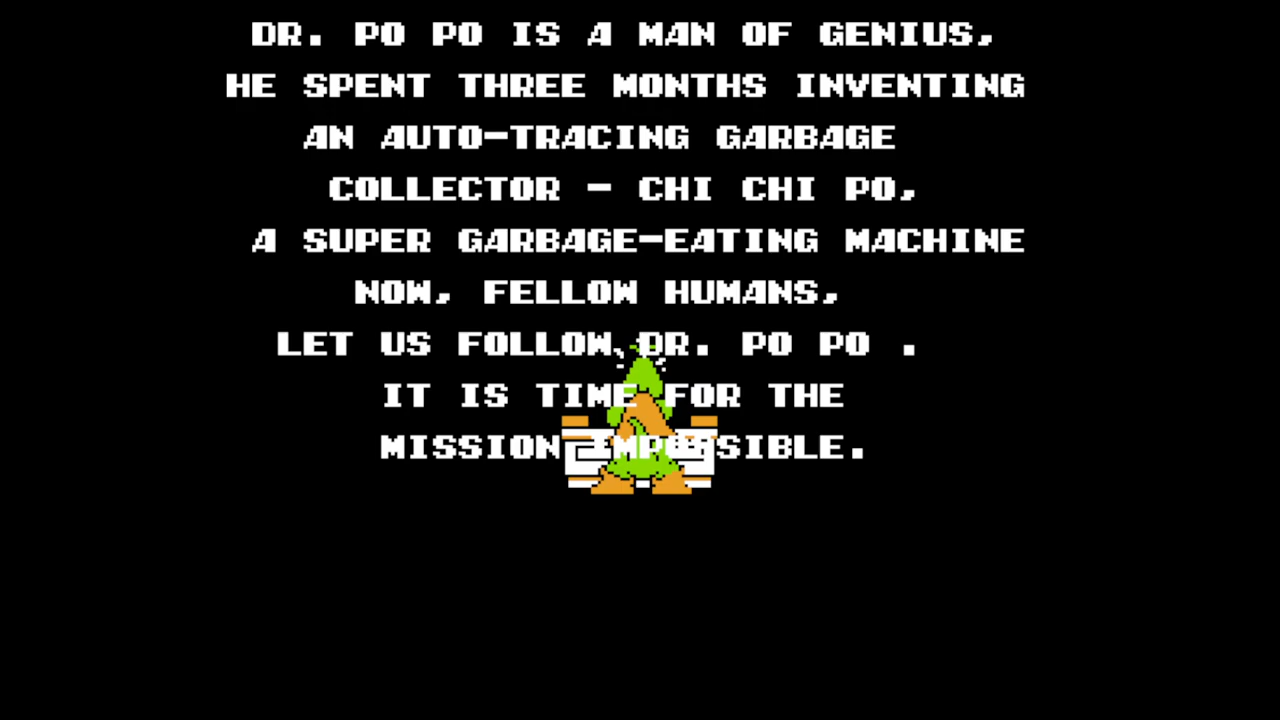 DR. PO PO IS A MAN OF GENIUS,
HE SPENT THREE MONTHS INVENTING
AN AUTO-TRACING GARBAGE
COLLECTOR - CHI CHI PO,
A SUPER GARBAGE-EATING MACHINE
NOW, FELLOW HUMANS,
LET US FOLLOW DR. PO PO .
IT IS TIME FOR THE
MISSION IMPOSSIBLE.